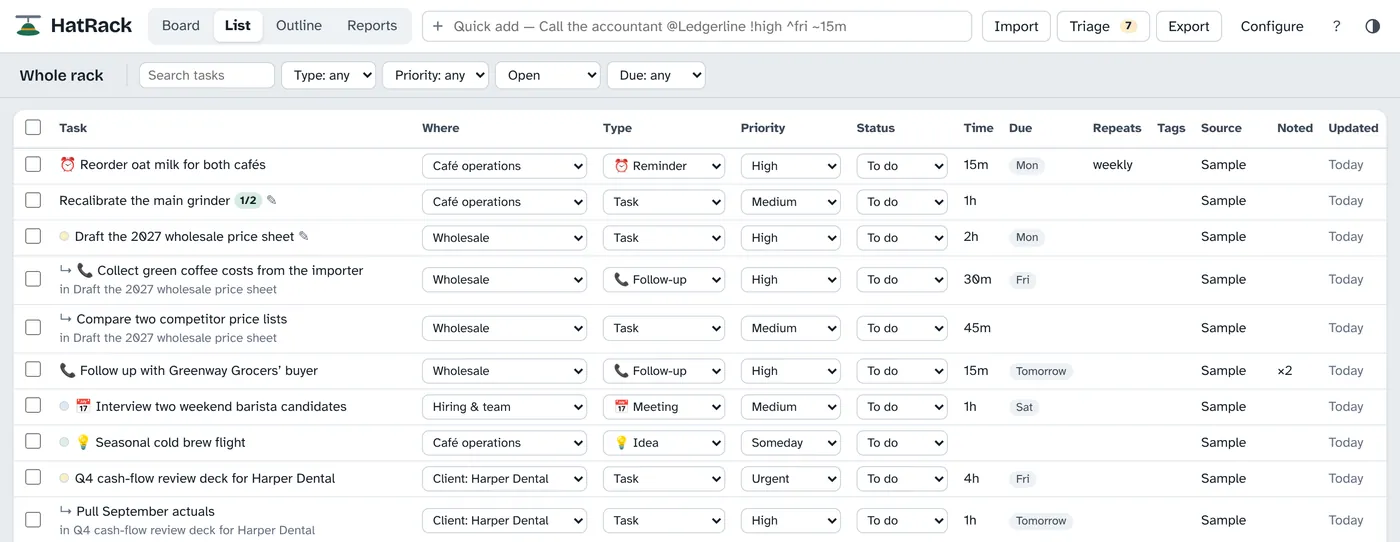 HatRack Board List Outline Reports + Quick add — Call the accountant @Ledgerline !high ^fri ~15m Import Triage 7 Export Configure ?
Whole rack Search tasks Type: any Priority: any Open Due: any
Task Where Type Priority Status Time Due Repeats Tags Source Noted Updated
⏰ Reorder oat milk for both cafés Café operations ⏰ Reminder High To do 15m Mon weekly Sample Today
Recalibrate the main grinder 1/2 ✎ Café operations Task Medium To do 1h Sample Today
Draft the 2027 wholesale price sheet ✎ Wholesale Task High To do 2h Mon Sample Today
↳ 📞 Collect green coffee costs from the importer Wholesale 📞 Follow-up High To do 30m Fri Sample Today
in Draft the 2027 wholesale price sheet
↳ Compare two competitor price lists Wholesale Task Medium To do 45m Sample Today
in Draft the 2027 wholesale price sheet
📞 Follow up with Greenway Grocers’ buyer Wholesale 📞 Follow-up High To do 15m Tomorrow Sample ×2 Today
📅 Interview two weekend barista candidates Hiring & team 📅 Meeting Medium To do 1h Sat Sample Today
💡 Seasonal cold brew flight Café operations 💡 Idea Someday To do Sample Today
Q4 cash-flow review deck for Harper Dental Client: Harper Dental Task Urgent To do 4h Fri Sample Today
↳ Pull September actuals Client: Harper Dental Task High To do 1h Tomorrow Sample Today
in Q4 cash-flow review deck for Harper Dental